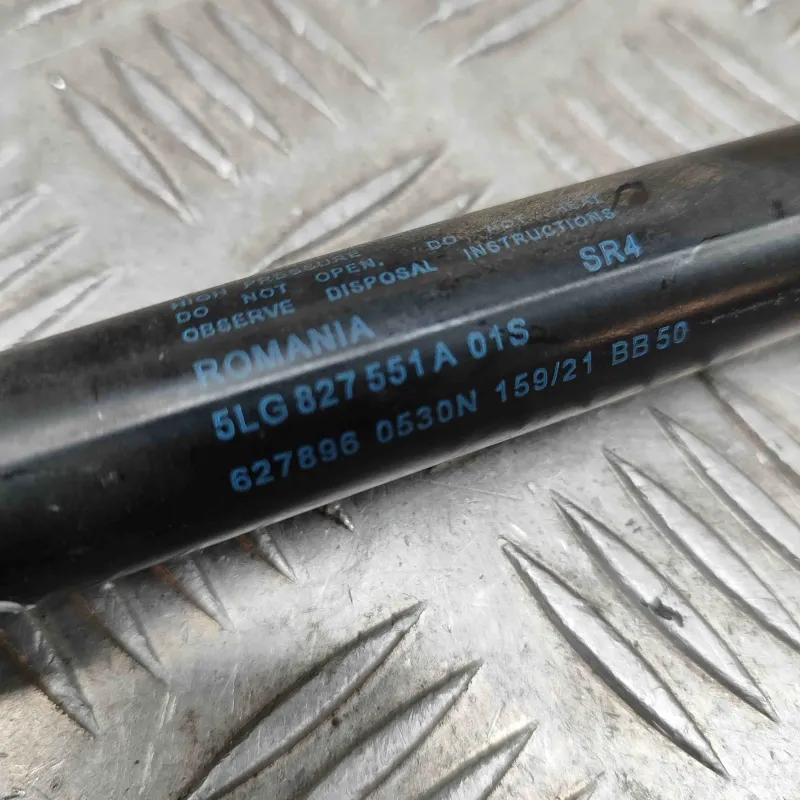 HIGH PRESSURE
DO NOT OPEN, DO NOT HEAT
OBSERVE DISPOSAL INSTRUCTIONS
SR4
ROMANIA
5LG 827 551 A 01S
627896 0530N 159/21 BB 50